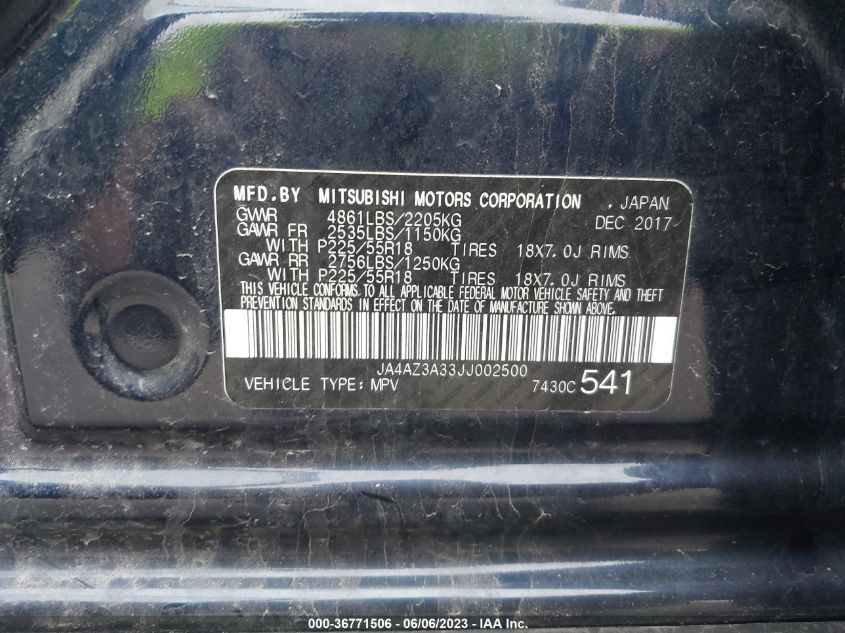 MFD.BY MITSUBISHI MOTORS CORPORATION , JAPAN
GVWR 4861LBS/2205KG DEC 2017
GAWR FR 2535LBS/1150KG
WITH P225/55R18 TIRES 18X7.0J RIMS
GAWR RR 2756LBS/1250KG
WITH P225/55R18 TIRES 18X7.0J RIMS
THIS VEHICLE CONFORMS TO ALL APPLICABLE FEDERAL MOTOR VEHICLE SAFETY AND THEFT
PREVENTION STANDARDS IN EFFECT ON THE DATE OF MANUFACTURE SHOWN ABOVE.
JA4AZ3A33JJ002500
VEHICLE TYPE: MPV 7430C 541
000-36771506 - 06/06/2023 - IAA Inc.